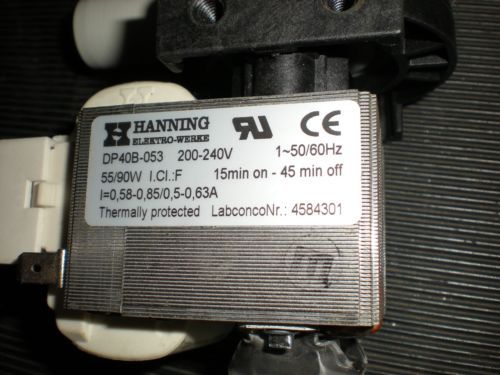 H HANNING
ELEKTRO-WERKE
RU CE
DP40B-053 200-240V 1~50/60Hz
55/90W I.Cl.:F 15min on - 45 min off
I=0,58-0,85/0,5-0,63A
Thermally protected LabconcoNr.: 4584301
m